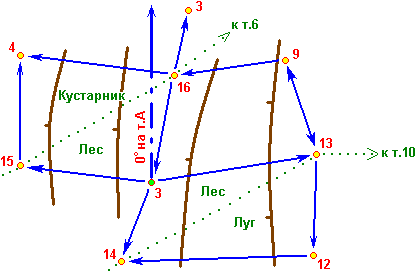 3
к т.6
4
9
16
Кустарник
0°на т.А
13
Лес
к т.10
15
3
Лес
Луг
14
12